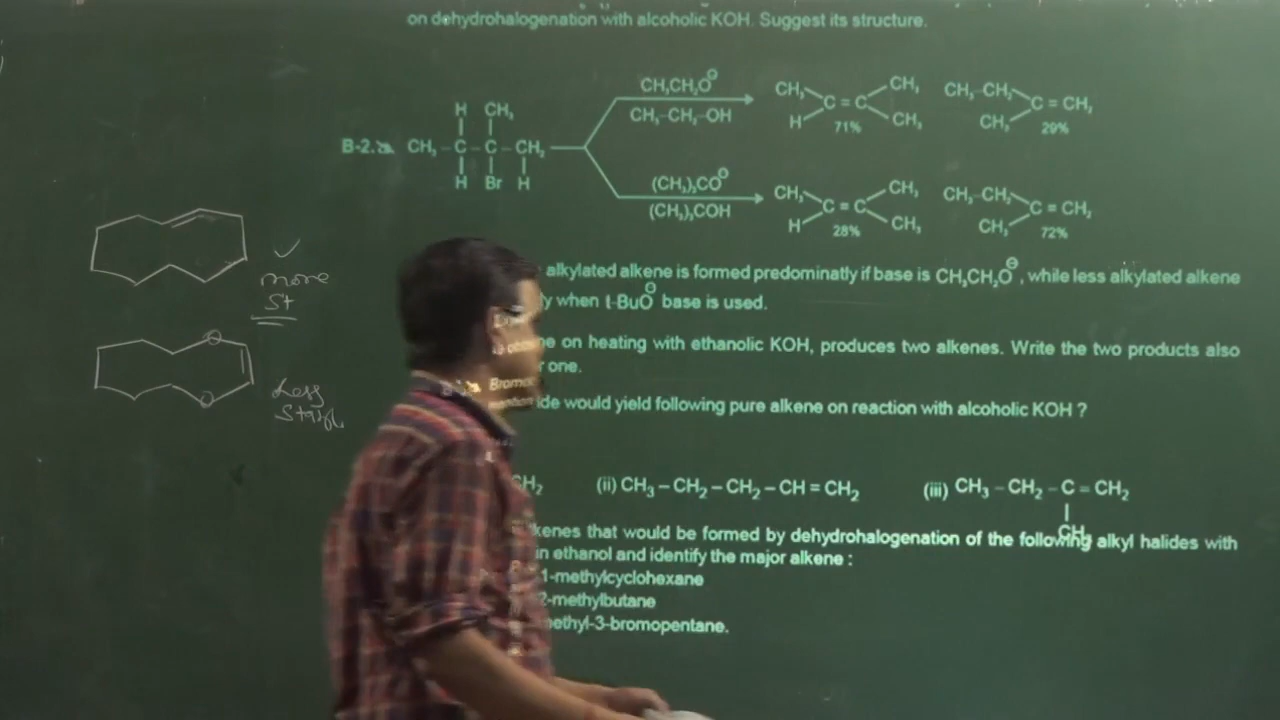 on dehydrohalogenation with alcoholic KOH. Suggest its structure.
B-2.
H CH₃
CH₃ – C – C – CH₂
H Br H
CH₃CH₂O⊖
CH₃–CH₂–OH
CH₃ CH₃
C = C
H CH₃
71%
CH₃–CH₂
C = CH₂
CH₃
29%
(CH₃)₃CO⊖
(CH₃)₃COH
CH₃ CH₃
C = C
H CH₃
28%
CH₃–CH₂
C = CH₂
CH₃
72%
alkylated alkene is formed predominatly if base is CH₃CH₂O⊖, while less alkylated alkene
ly when t-BuO⊖ base is used.
on heating with ethanolic KOH, produces two alkenes. Write the two products also
one.
Bromo
ide would yield following pure alkene on reaction with alcoholic KOH ?
CH₂ (ii) CH₃ – CH₂ – CH₂ – CH = CH₂ (iii) CH₃ – CH₂ – C = CH₂
CH₃
kenes that would be formed by dehydrohalogenation of the following alkyl halides with
in ethanol and identify the major alkene :
1-methylcyclohexane
2-methylbutane
methyl-3-bromopentane.
✓
more
st
Less